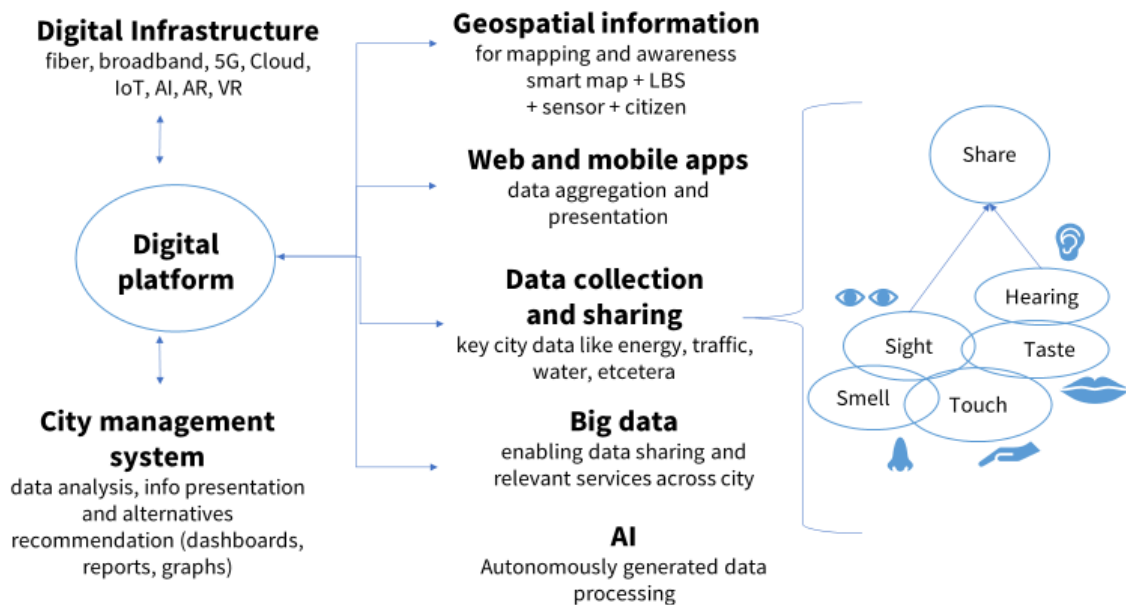 Digital Infrastructure
fiber, broadband, 5G, Cloud,
IoT, AI, AR, VR
Digital
platform
City management
system
data analysis, info presentation
and alternatives
recommendation (dashboards,
reports, graphs)
Geospatial information
for mapping and awareness
smart map + LBS
+ sensor + citizen
Web and mobile apps
data aggregation and
presentation
Data collection
and sharing
key city data like energy, traffic,
water, etcetera
Big data
enabling data sharing and
relevant services across city
AI
Autonomously generated data
processing
Share
Hearing
Sight
Taste
Smell
Touch